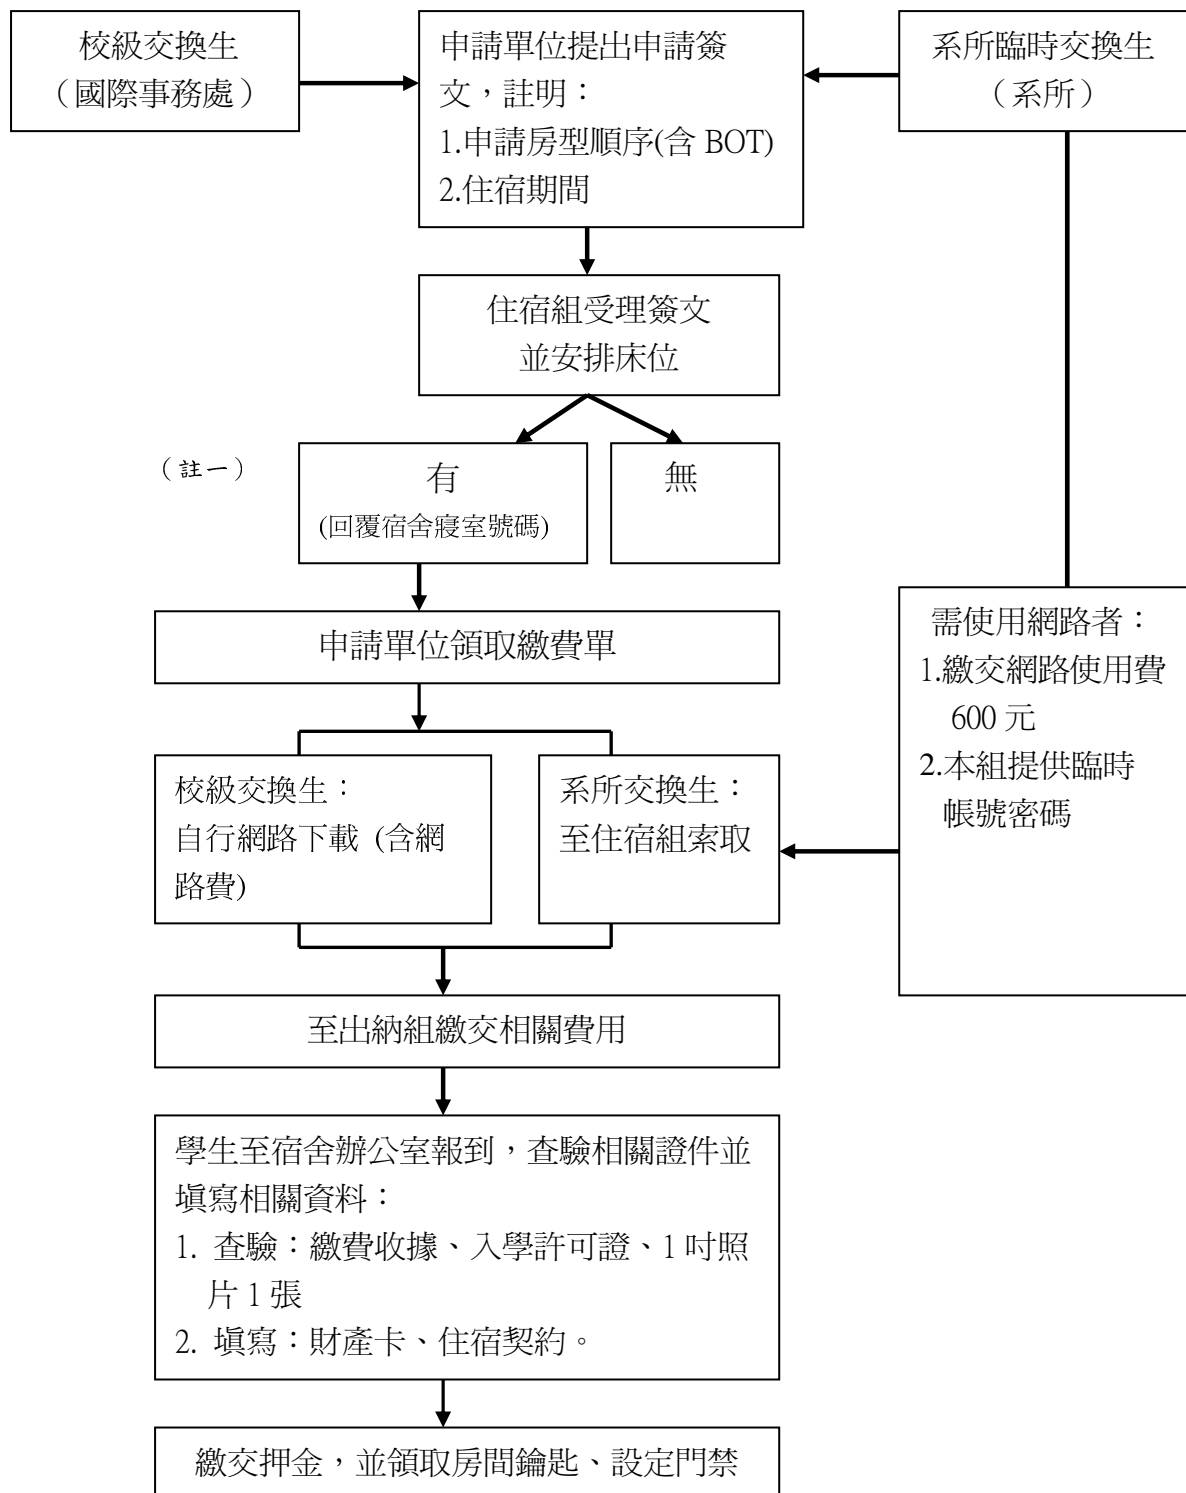 校級交換生
（國際事務處）
申請單位提出申請簽
文，註明：
1.申請房型順序(含 BOT)
2.住宿期間
系所臨時交換生
（系所）
住宿組受理簽文
並安排床位
（註一）
有
(回覆宿舍寢室號碼)
無
申請單位領取繳費單
需使用網路者：
1.繳交網路使用費
600 元
2.本組提供臨時
帳號密碼
校級交換生：
自行網路下載 (含網
路費)
系所交換生：
至住宿組索取
至出納組繳交相關費用
學生至宿舍辦公室報到，查驗相關證件並
填寫相關資料：
1. 查驗：繳費收據、入學許可證、1 吋照
片 1 張
2. 填寫：財產卡、住宿契約。
繳交押金，並領取房間鑰匙、設定門禁